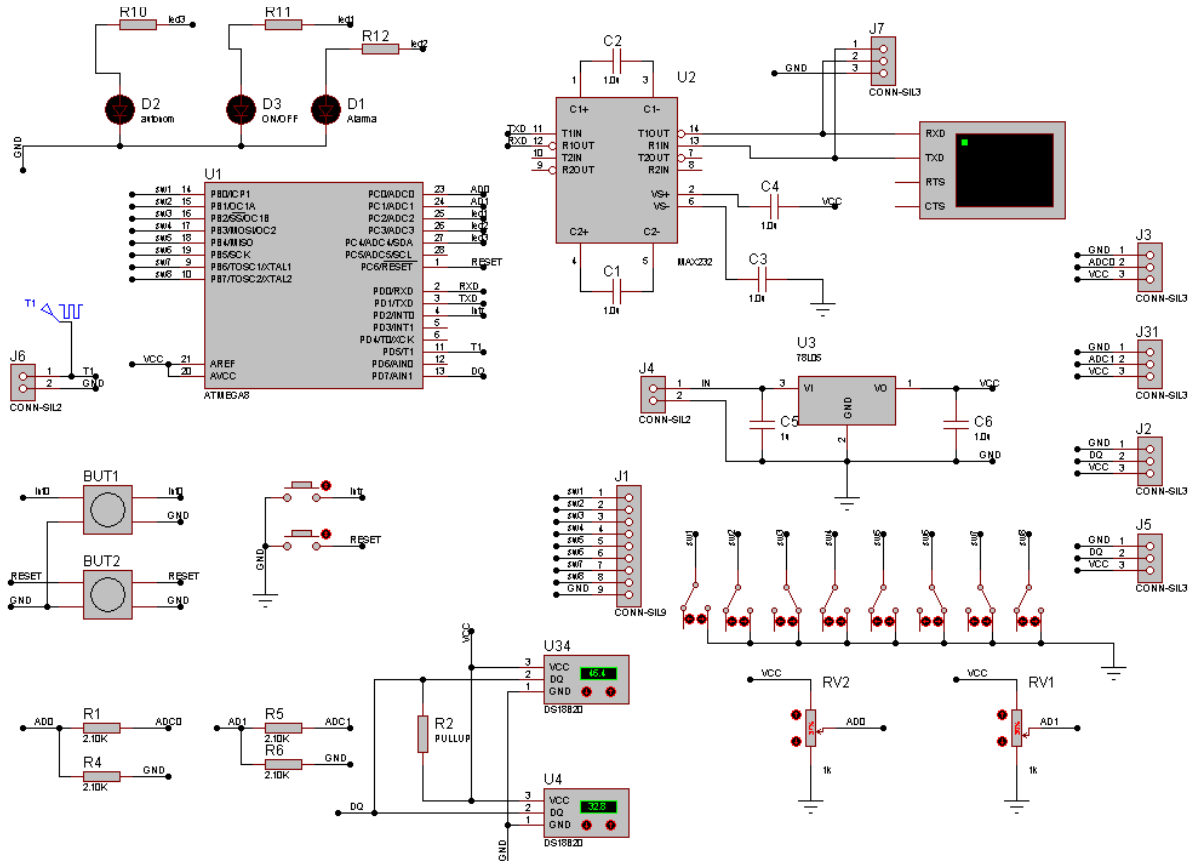 R10
led3
R11
led1
R12
led2
D2
autonom
D3
ON/OFF
D1
Alarma
GND
C2
1.0u
1
3
U2
C1+
C1-
TXD 11 T1IN
RXD 12 R1OUT
10 T2IN
9 R2OUT
T1OUT 14
R1IN 13
T2OUT 7
R2IN 8
VS+ 2
VS- 6
C2+
C2-
4
5
MAX232
C1
1.0u
C4
1.0u
VCC
C3
1.0u
J7
1
2
GND 3
CONN-SIL3
RXD
TXD
RTS
CTS
U1
sw1 14 PB0/ICP1
sw2 15 PB1/OC1A
sw3 16 PB2/SS/OC1B
sw4 17 PB3/MOSI/OC2
sw5 18 PB4/MISO
sw6 19 PB5/SCK
sw7 9 PB6/TOSC1/XTAL1
sw8 10 PB7/TOSC2/XTAL2
VCC 21 AREF
20 AVCC
PC0/ADC0 23 AD0
PC1/ADC1 24 AD1
PC2/ADC2 25 led1
PC3/ADC3 26 led2
PC4/ADC4/SDA 27 led3
PC5/ADC5/SCL 28
PC6/RESET 1 RESET
PD0/RXD 2 RXD
PD1/TXD 3 TXD
PD2/INT0 4 Intr
PD3/INT1 5
PD4/T0/XCK 6
PD5/T1 11 T1
PD6/AIN0 12
PD7/AIN1 13 DQ
ATMEGA8
T1
J6
1 T1
2 GND
CONN-SIL2
J3
GND 1
ADC0 2
VCC 3
CONN-SIL3
J31
GND 1
ADC1 2
VCC 3
CONN-SIL3
J2
GND 1
DQ 2
VCC 3
CONN-SIL3
J5
GND 1
DQ 2
VCC 3
CONN-SIL3
J4
1 IN
2
CONN-SIL2
U3
78L05
3 VI
VO 1
GND
2
VCC
GND
C5
1u
C6
1.0u
BUT1
Int0
Int0
GND
BUT2
RESET
RESET
GND
GND
Intr
RESET
GND
J1
sw1 1
sw2 2
sw3 3
sw4 4
sw5 5
sw6 6
sw7 7
sw8 8
GND 9
CONN-SIL9
sw1
sw2
sw3
sw4
sw5
sw6
sw7
sw8
VCC
U34
3 VCC
2 DQ
1 GND
46.4
DS18B20
R2
PULLUP
U4
3 VCC
2 DQ
1 GND
32.8
DS18B20
DQ
GND
AD0
R1
2.10K
ADC0
R4
2.10K
GND
AD1
R5
2.10K
ADC1
R6
2.10K
GND
VCC
RV2
AD0
1k
VCC
RV1
AD1
1k